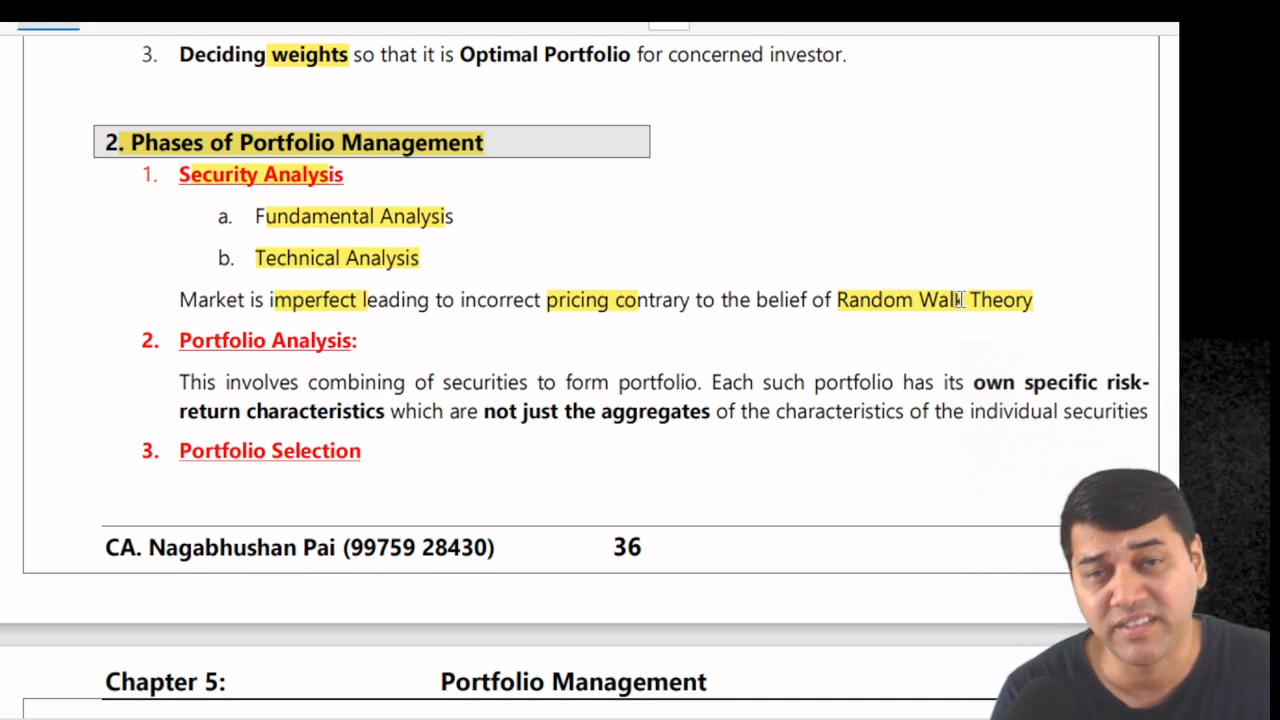 3. Deciding weights so that it is Optimal Portfolio for concerned investor.
2. Phases of Portfolio Management
1. Security Analysis
a. Fundamental Analysis
b. Technical Analysis
Market is imperfect leading to incorrect pricing contrary to the belief of Random Walk Theory
2. Portfolio Analysis:
This involves combining of securities to form portfolio. Each such portfolio has its own specific risk-
return characteristics which are not just the aggregates of the characteristics of the individual securities
3. Portfolio Selection
CA. Nagabhushan Pai (99759 28430) 36
Chapter 5: Portfolio Management